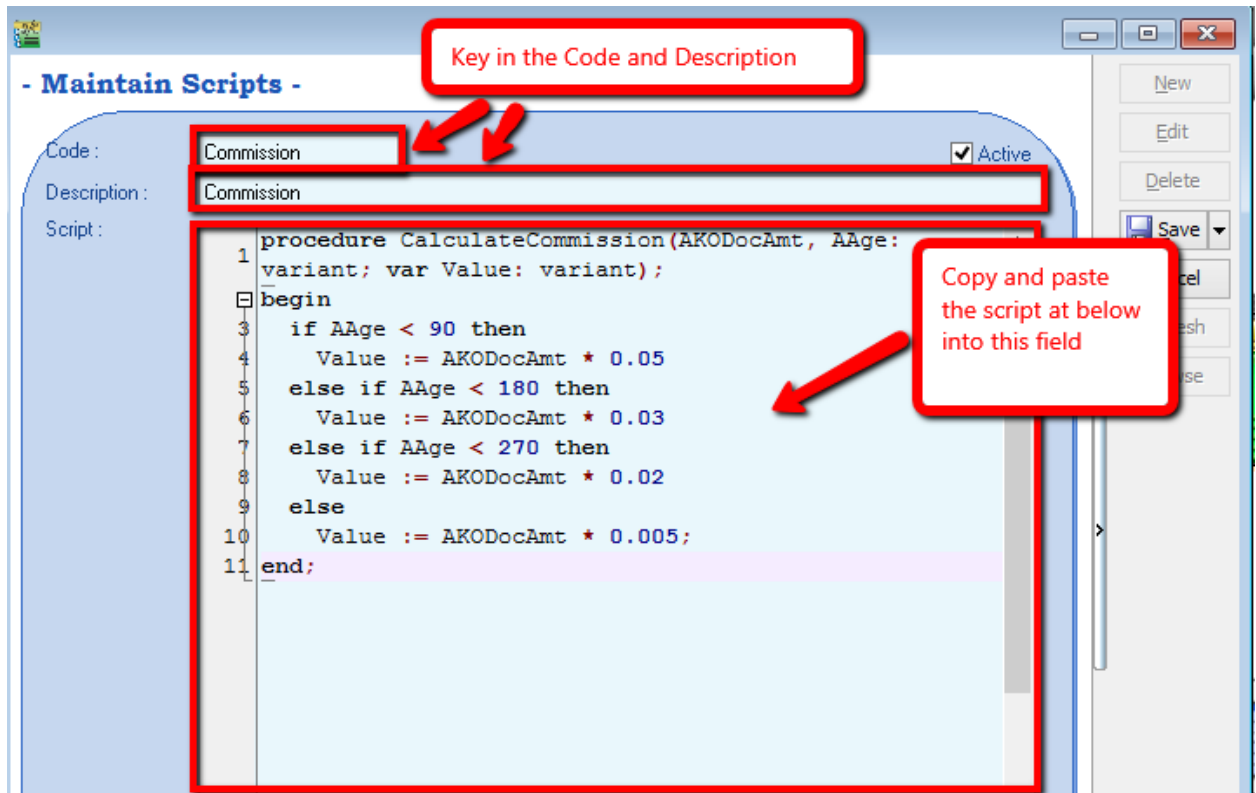 Key in the Code and Description
- Maintain Scripts -
New
Edit
Delete
Save
Code :
Commission
Active
Description :
Commission
Script :
1
procedure CalculateCommission(AKODocAmt, AAge:
variant; var Value: variant);
begin
3 if AAge < 90 then
4 Value := AKODocAmt * 0.05
5 else if AAge < 180 then
6 Value := AKODocAmt * 0.03
7 else if AAge < 270 then
8 Value := AKODocAmt * 0.02
9 else
10 Value := AKODocAmt * 0.005;
11 end;
Copy and paste
the script at below
into this field